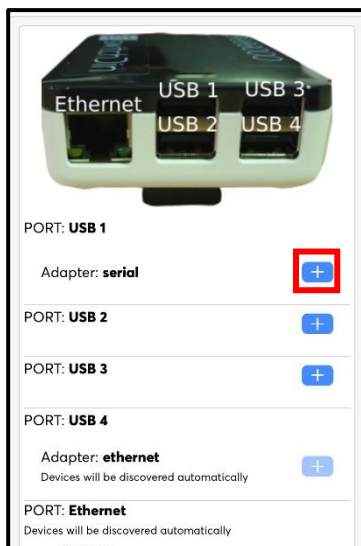 Ethernet
USB 1 USB 3
USB 2 USB 4
PORT: USB 1
Adapter: serial
+
PORT: USB 2
+
PORT: USB 3
+
PORT: USB 4
Adapter: ethernet
Devices will be discovered automatically
+
PORT: Ethernet
Devices will be discovered automatically